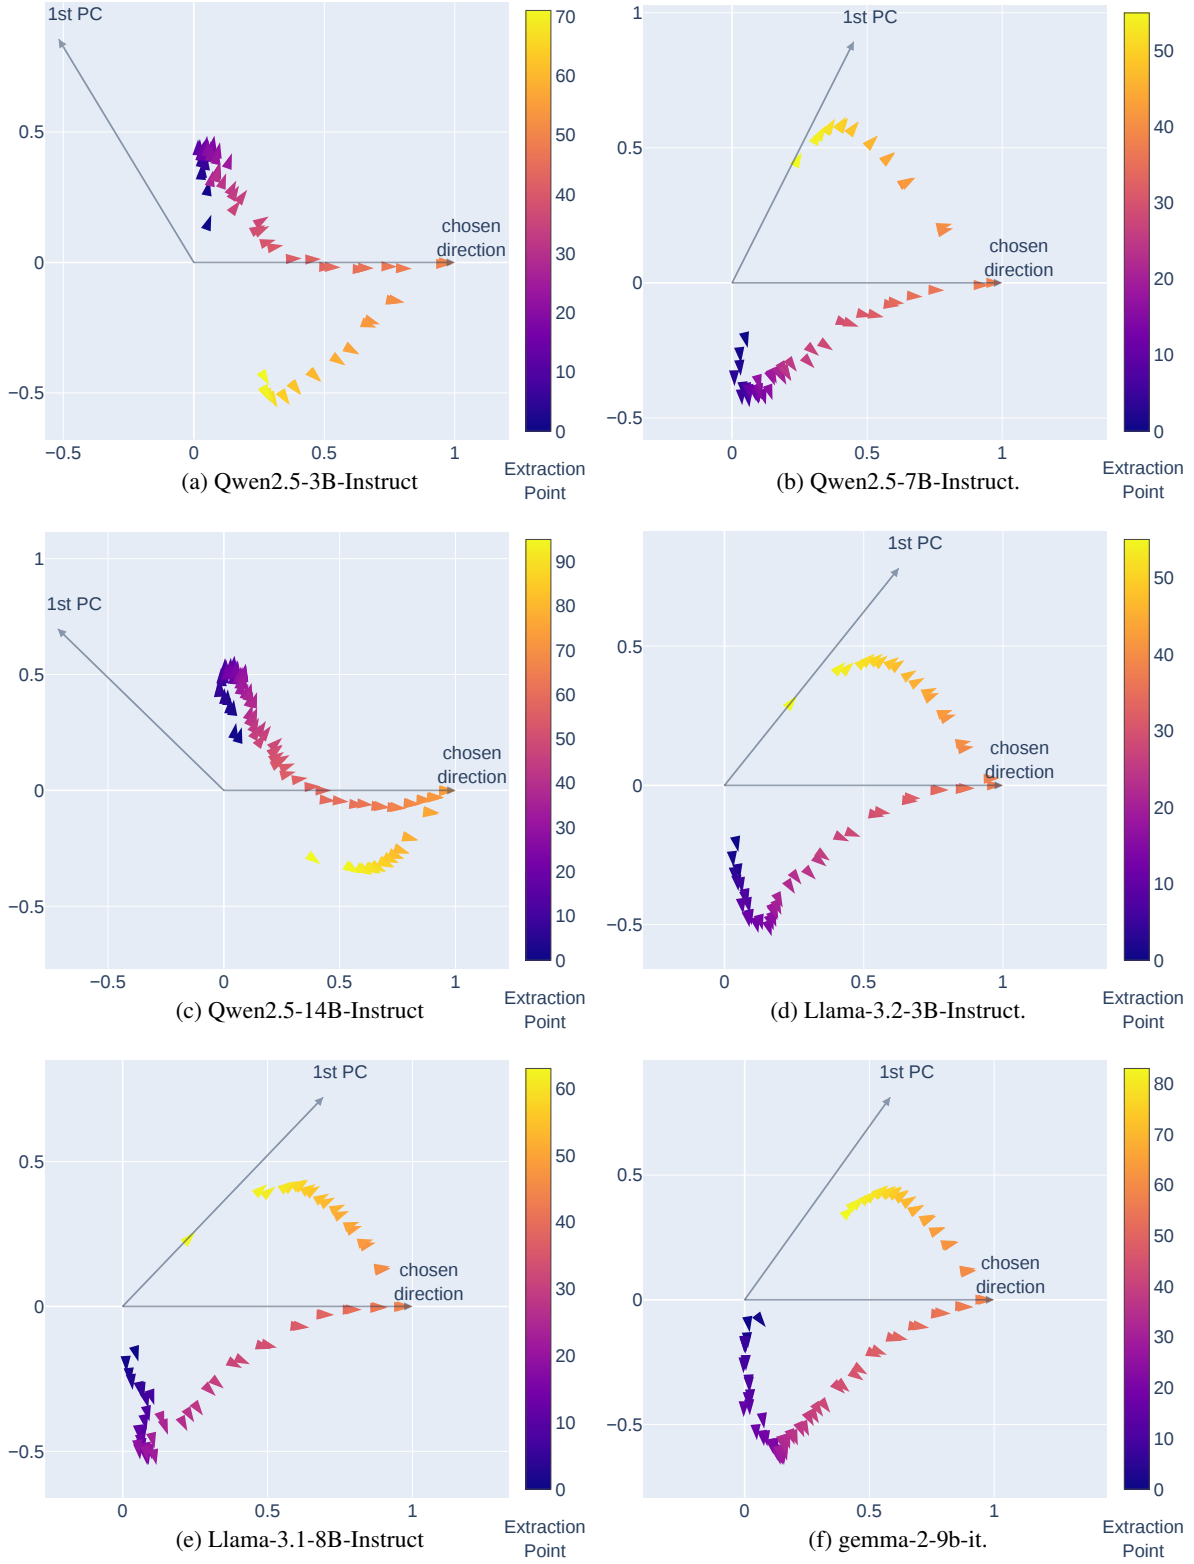 1st PC
70
60
50
40
30
20
10
0
0.5
0
−0.5
chosen
direction
−0.5
0
0.5
1
Extraction
Point
(a) Qwen2.5-3B-Instruct
1st PC
1
0.5
0
−0.5
chosen
direction
50
40
30
20
10
0
0
0.5
1
Extraction
Point
(b) Qwen2.5-7B-Instruct.
1
0.5
0
−0.5
1st PC
chosen
direction
90
80
70
60
50
40
30
20
10
0
−0.5
0
0.5
1
Extraction
Point
(c) Qwen2.5-14B-Instruct
1st PC
0.5
0
−0.5
chosen
direction
50
40
30
20
10
0
0
0.5
1
Extraction
Point
(d) Llama-3.2-3B-Instruct.
1st PC
0.5
0
−0.5
chosen
direction
60
50
40
30
20
10
0
0
0.5
1
Extraction
Point
(e) Llama-3.1-8B-Instruct
1st PC
0.5
0
−0.5
chosen
direction
80
70
60
50
40
30
20
10
0
0
0.5
1
Extraction
Point
(f) gemma-2-9b-it.